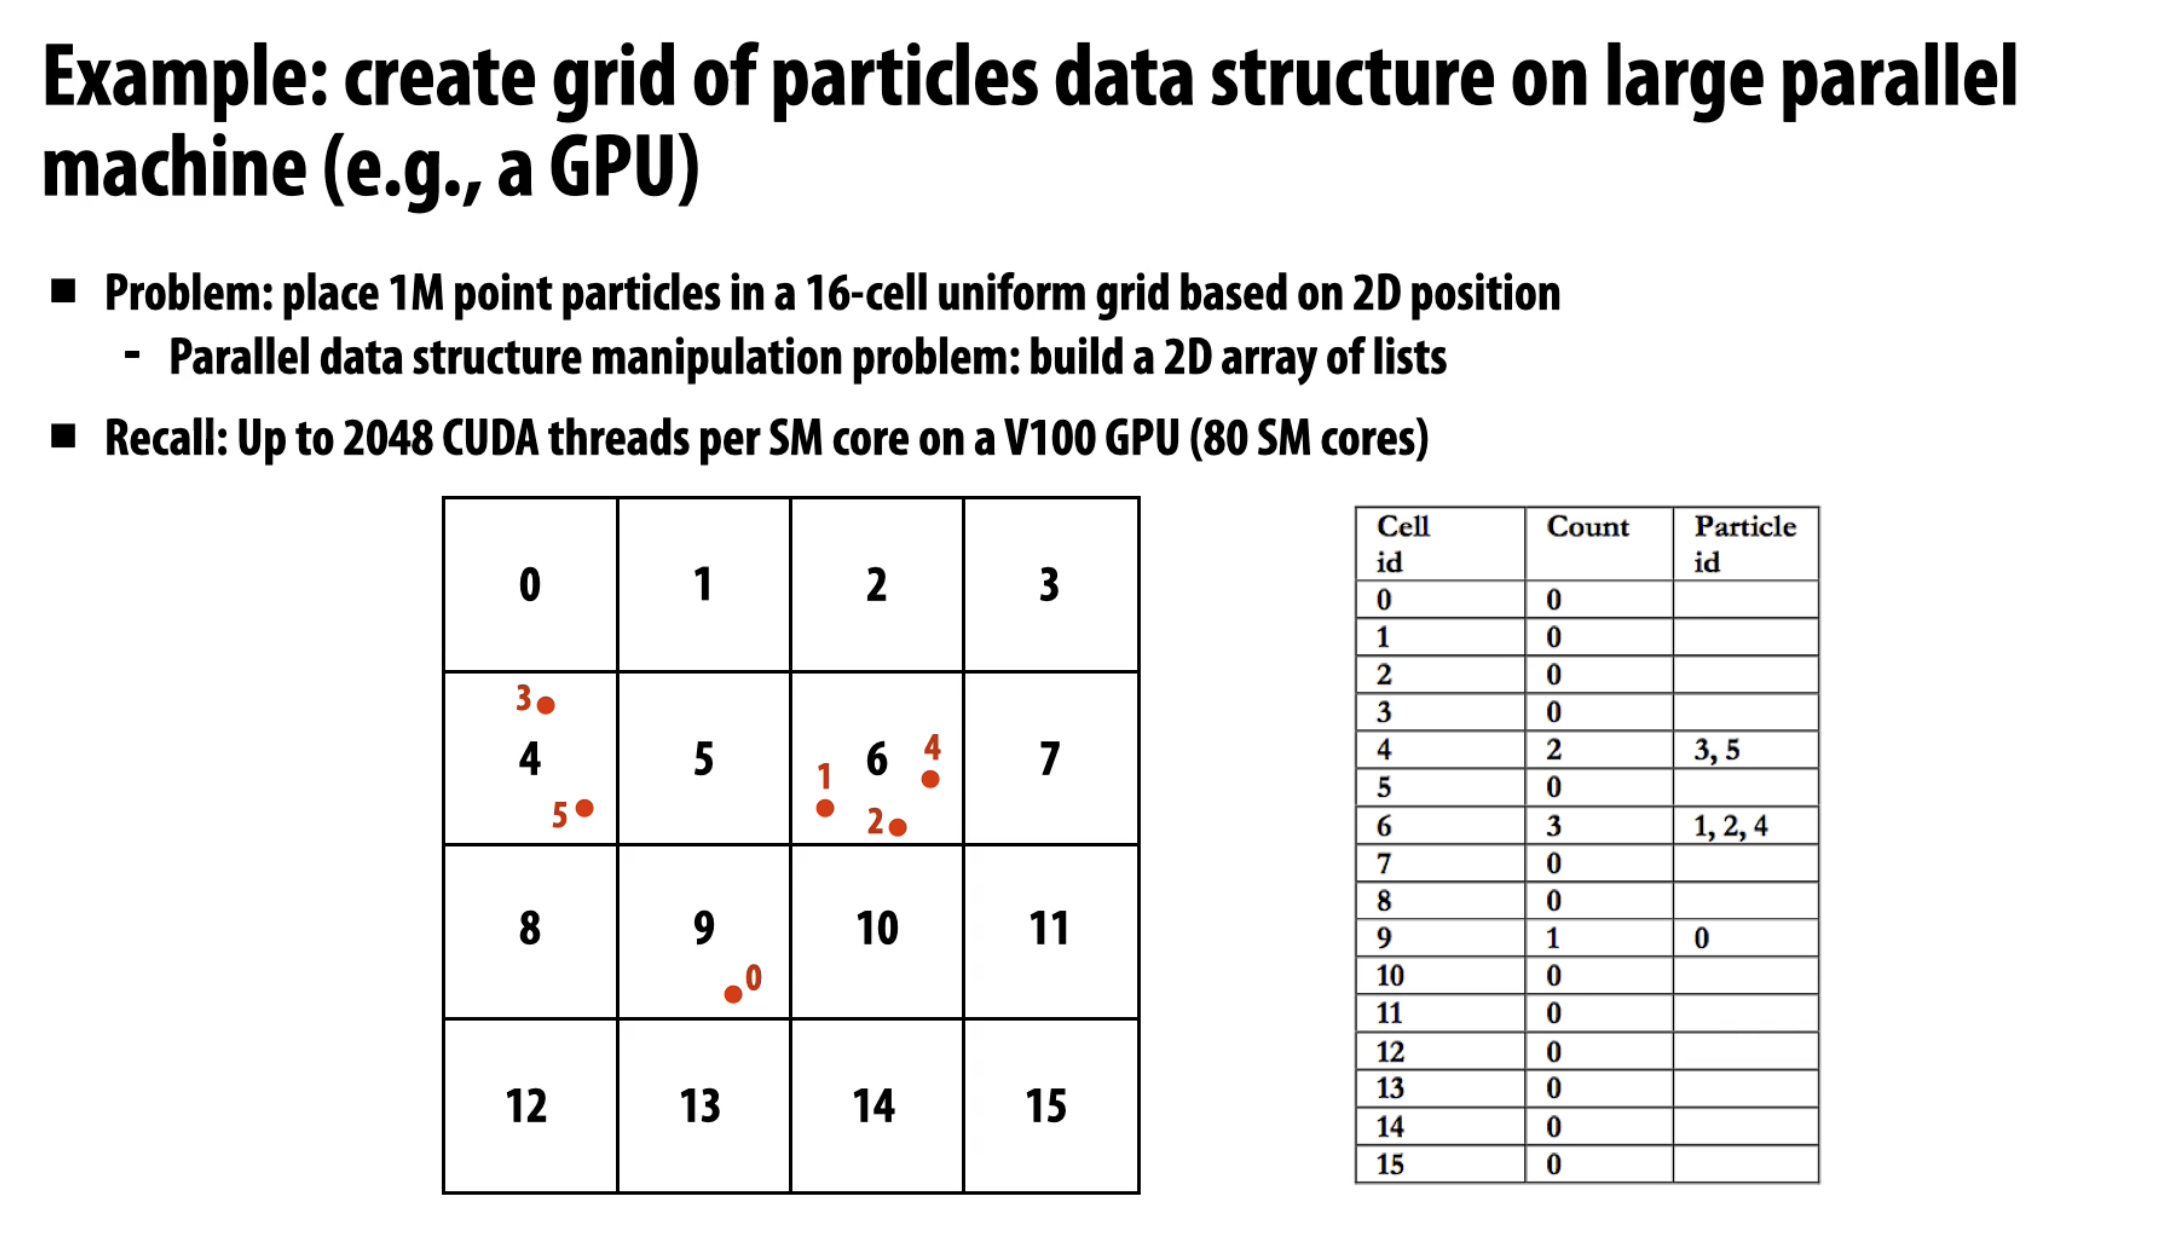 Example: create grid of particles data structure on large parallel
machine (e.g., a GPU)
■ Problem: place 1M point particles in a 16-cell uniform grid based on 2D position
- Parallel data structure manipulation problem: build a 2D array of lists
■ Recall: Up to 2048 CUDA threads per SM core on a V100 GPU (80 SM cores)
0 1 2 3
3
4 5 6 4 7
1
5 2
8 9 10 11
0
12 13 14 15
Cell id Count Particle id
0 0
1 0
2 0
3 0
4 2 3, 5
5 0
6 3 1, 2, 4
7 0
8 0
9 1 0
10 0
11 0
12 0
13 0
14 0
15 0